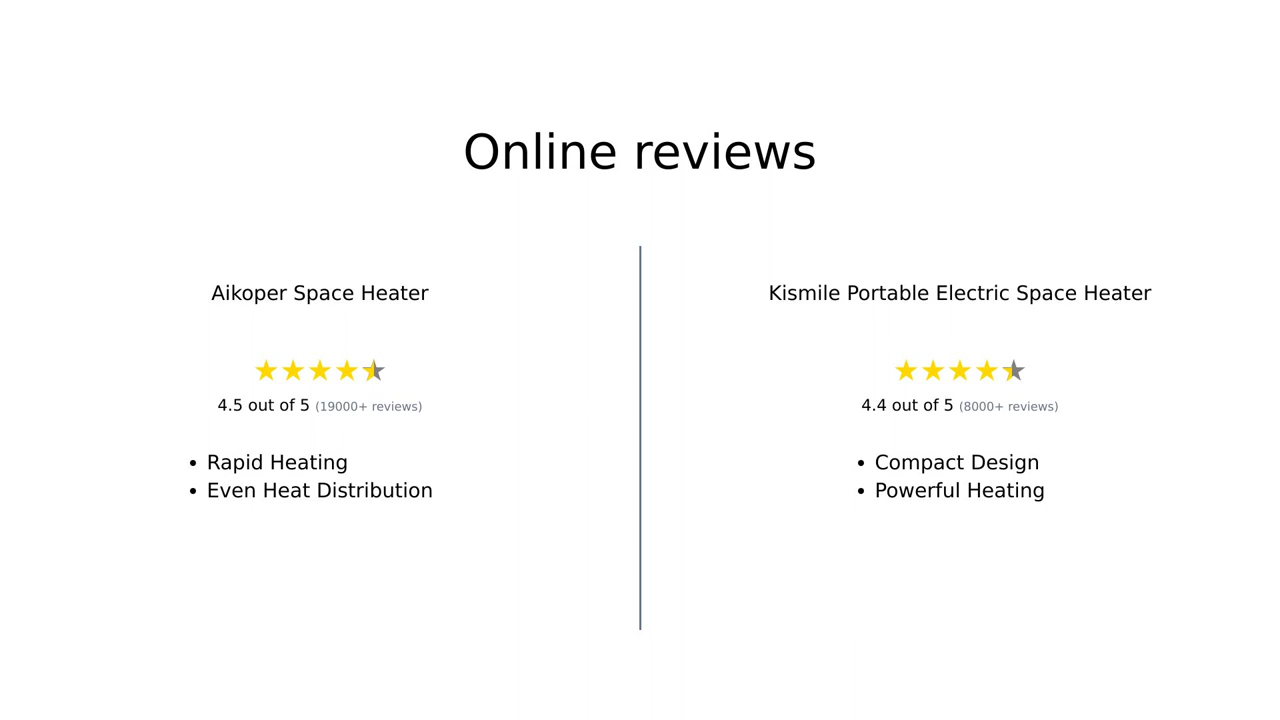 Online reviews
Aikoper Space Heater
4.5 out of 5 (19000+ reviews)
• Rapid Heating
• Even Heat Distribution
Kismile Portable Electric Space Heater
4.4 out of 5 (8000+ reviews)
• Compact Design
• Powerful Heating